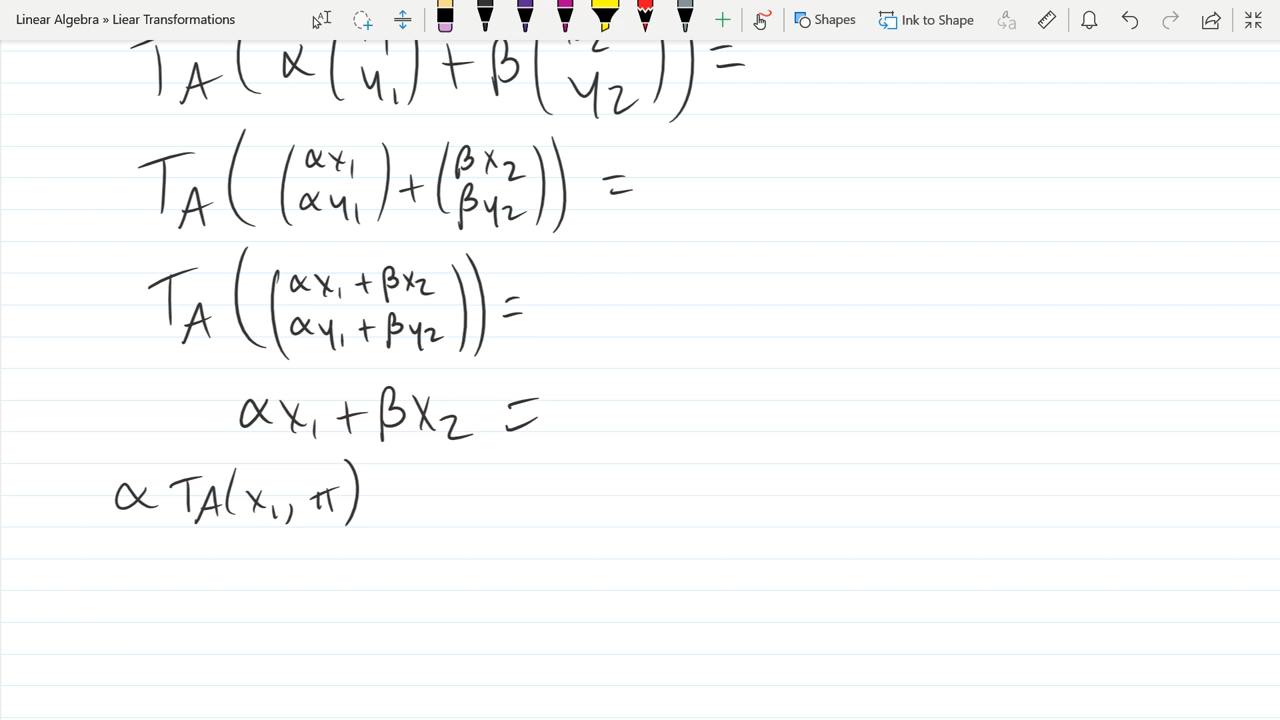 Linear Algebra » Liear Transformations
Shapes
Ink to Shape
T_A ( α ( y₁ ) + β ( y₂ ) ) =
T_A ( ( αx₁ αy₁ ) + ( βx₂ βy₂ ) ) =
T_A ( ( αx₁ + βx₂ αy₁ + βy₂ ) ) =
αx₁ + βx₂ =
α T_A(x₁, π)